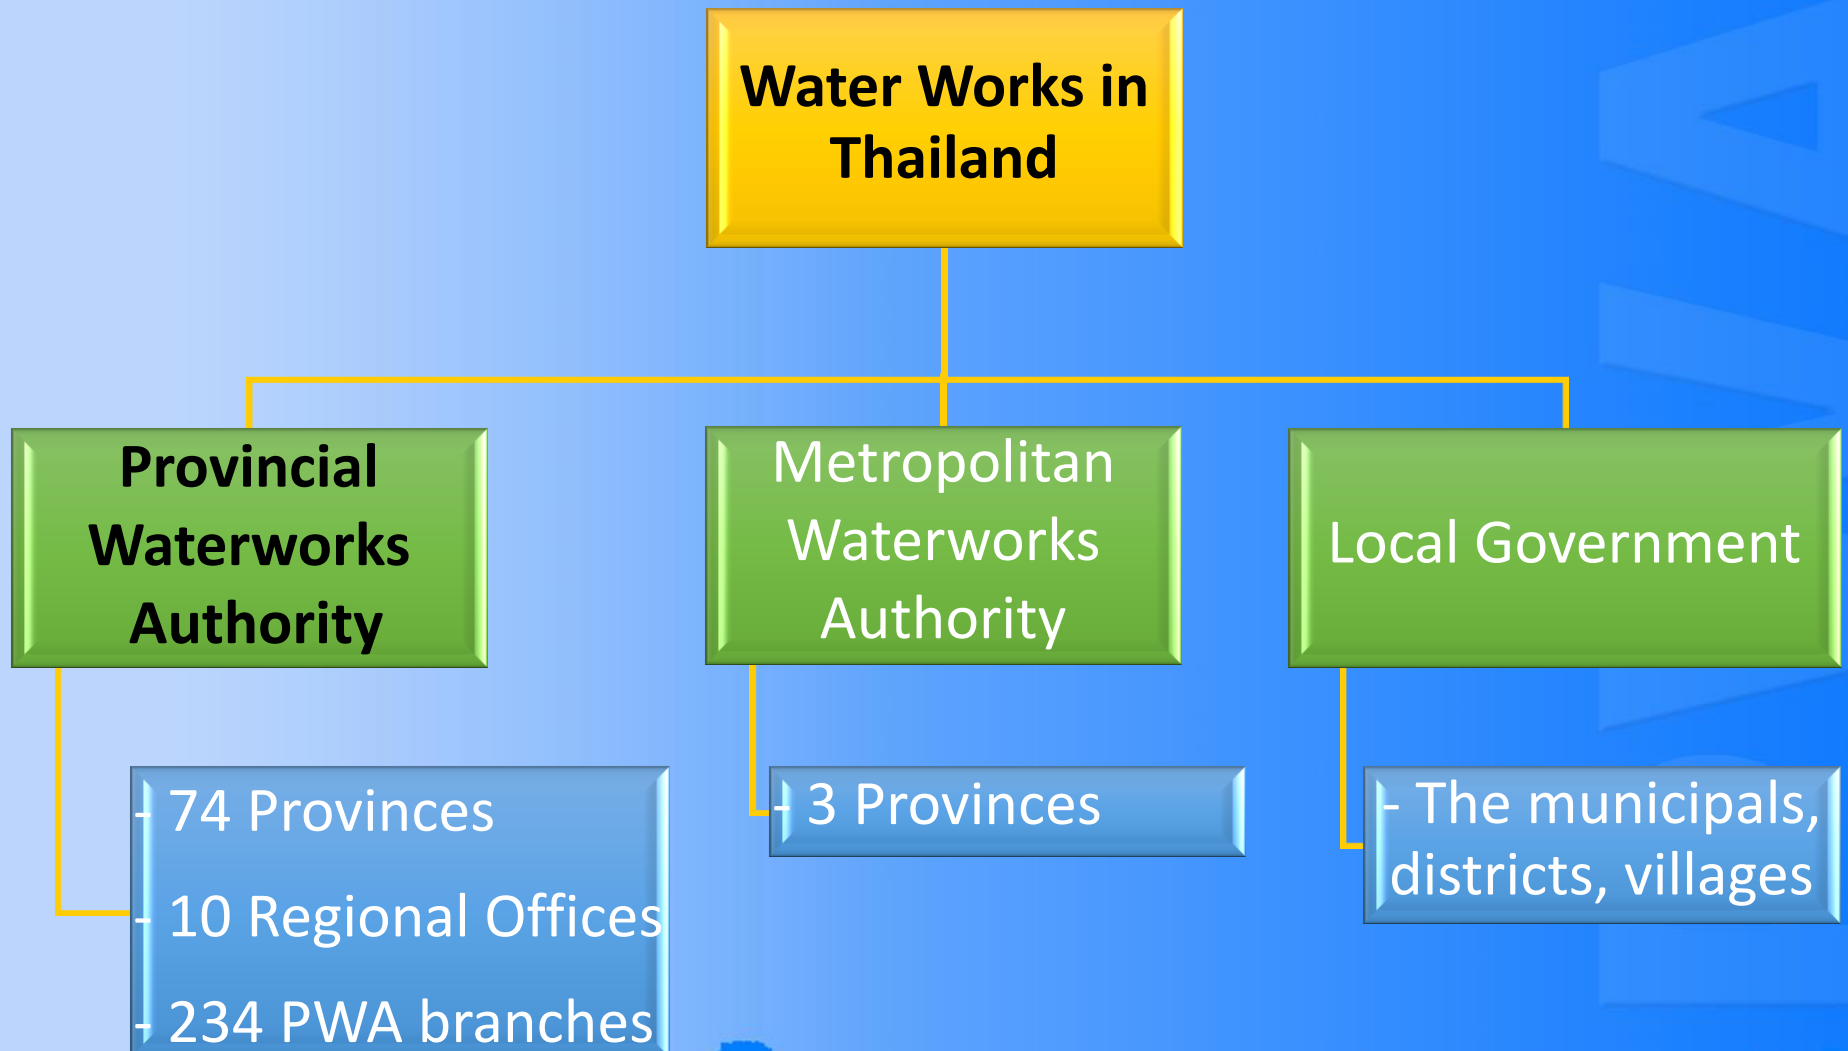 Water Works in
Thailand
Provincial
Waterworks
Authority
Metropolitan
Waterworks
Authority
Local Government
- 74 Provinces
- 10 Regional Offices
- 234 PWA branches
- 3 Provinces
- The municipals,
districts, villages